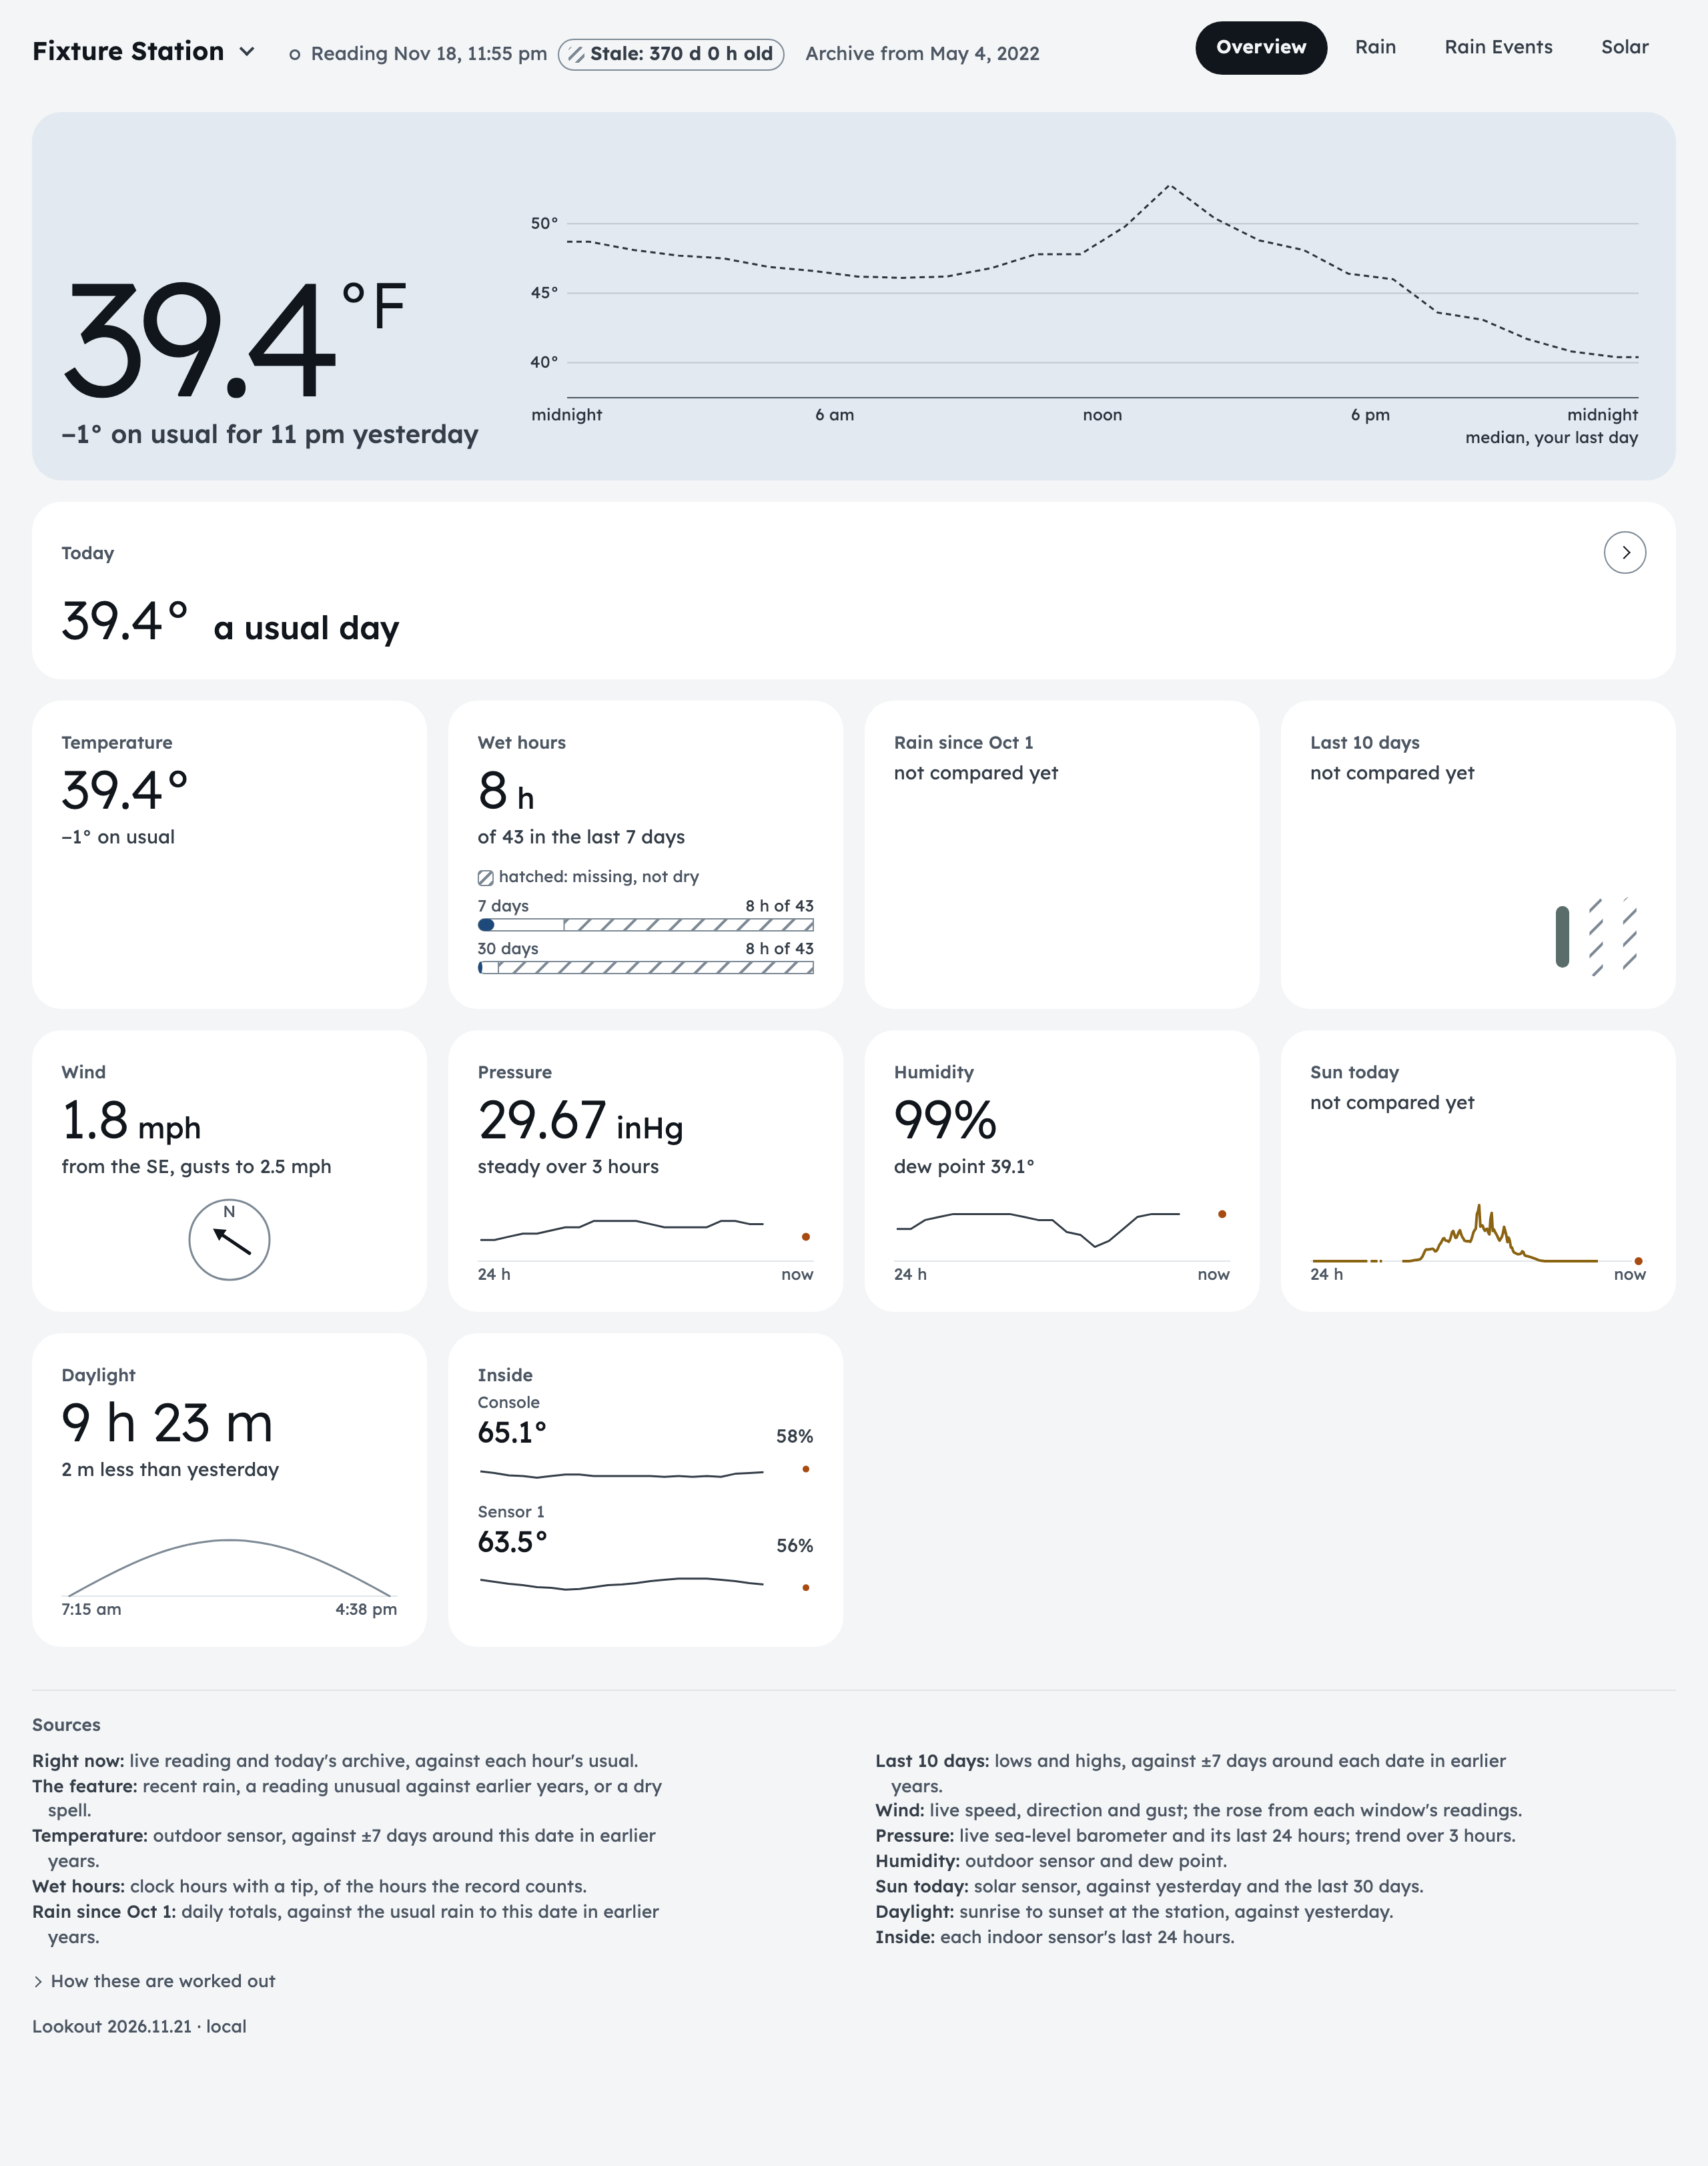 Fixture Station
Reading Nov 18, 11:55 pm
Stale: 370 d 0 h old
Archive from May 4, 2022
Overview
Rain
Rain Events
Solar
39.4°F
−1° on usual for 11 pm yesterday
50°
45°
40°
midnight
6 am
noon
6 pm
midnight
median, your last day
Today
39.4° a usual day
Temperature
39.4°
−1° on usual
Wet hours
8 h
of 43 in the last 7 days
hatched: missing, not dry
7 days
8 h of 43
30 days
8 h of 43
Rain since Oct 1
not compared yet
Last 10 days
not compared yet
Wind
1.8 mph
from the SE, gusts to 2.5 mph
N
Pressure
29.67 inHg
steady over 3 hours
24 h
now
Humidity
99%
dew point 39.1°
24 h
now
Sun today
not compared yet
24 h
now
Daylight
9 h 23 m
2 m less than yesterday
7:15 am
4:38 pm
Inside
Console
65.1°
58%
Sensor 1
63.5°
56%
Sources
Right now: live reading and today's archive, against each hour's usual.
The feature: recent rain, a reading unusual against earlier years, or a dry
spell.
Temperature: outdoor sensor, against ±7 days around this date in earlier
years.
Wet hours: clock hours with a tip, of the hours the record counts.
Rain since Oct 1: daily totals, against the usual rain to this date in earlier
years.
Last 10 days: lows and highs, against ±7 days around each date in earlier
years.
Wind: live speed, direction and gust; the rose from each window's readings.
Pressure: live sea-level barometer and its last 24 hours; trend over 3 hours.
Humidity: outdoor sensor and dew point.
Sun today: solar sensor, against yesterday and the last 30 days.
Daylight: sunrise to sunset at the station, against yesterday.
Inside: each indoor sensor's last 24 hours.
How these are worked out
Lookout 2026.11.21 · local